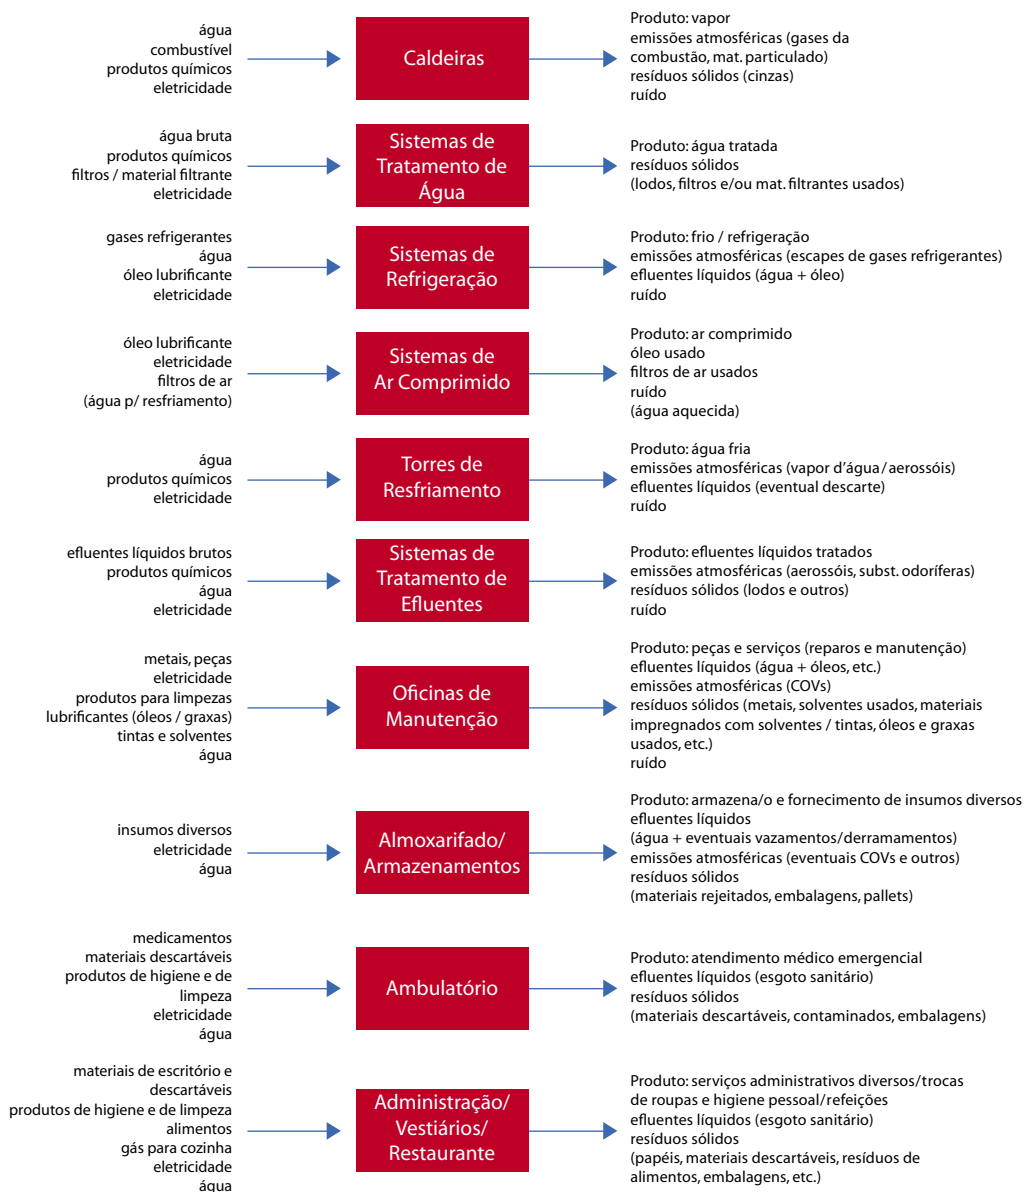 água
combustível
produtos químicos
eletricidade
Caldeiras
Produto: vapor
emissões atmosféricas (gases da
combustão, mat. particulado)
resíduos sólidos (cinzas)
ruído
água bruta
produtos químicos
filtros / material filtrante
eletricidade
Sistemas de
Tratamento de
Água
Produto: água tratada
resíduos sólidos
(lodos, filtros e/ou mat. filtrantes usados)
gases refrigerantes
água
óleo lubrificante
eletricidade
Sistemas de
Refrigeração
Produto: frio / refrigeração
emissões atmosféricas (escapes de gases refrigerantes)
efluentes líquidos (água + óleo)
ruído
óleo lubrificante
eletricidade
filtros de ar
(água p/ resfriamento)
Sistemas de
Ar Comprimido
Produto: ar comprimido
óleo usado
filtros de ar usados
ruído
(água aquecida)
água
produtos químicos
eletricidade
Torres de
Resfriamento
Produto: água fria
emissões atmosféricas (vapor d’água/aerossóis)
efluentes líquidos (eventual descarte)
ruído
efluentes líquidos brutos
produtos químicos
água
eletricidade
Sistemas de
Tratamento de
Efluentes
Produto: efluentes líquidos tratados
emissões atmosféricas (aerossóis, subst. odoríferas)
resíduos sólidos (lodos e outros)
ruído
metais, peças
eletricidade
produtos para limpezas
lubrificantes (óleos / graxas)
tintas e solventes
água
Oficinas de
Manutenção
Produto: peças e serviços (reparos e manutenção)
efluentes líquidos (água + óleos, etc.)
emissões atmosféricas (COVs)
resíduos sólidos (metais, solventes usados, materiais
impregnados com solventes / tintas, óleos e graxas
usados, etc.)
ruído
insumos diversos
eletricidade
água
Almoxarifado/
Armazenamentos
Produto: armazena/o e fornecimento de insumos diversos
efluentes líquidos
(água + eventuais vazamentos/derramamentos)
emissões atmosféricas (eventuais COVs e outros)
resíduos sólidos
(materiais rejeitados, embalagens, pallets)
medicamentos
materiais descartáveis
produtos de higiene e de
limpeza
eletricidade
água
Ambulatório
Produto: atendimento médico emergencial
efluentes líquidos (esgoto sanitário)
resíduos sólidos
(materiais descartáveis, contaminados, embalagens)
materiais de escritório e
descartáveis
produtos de higiene e de limpeza
alimentos
gás para cozinha
eletricidade
água
Administração/
Vestiários/
Restaurante
Produto: serviços administrativos diversos/trocas
de roupas e higiene pessoal/refeições
efluentes líquidos (esgoto sanitário)
resíduos sólidos
(papéis, materiais descartáveis, resíduos de
alimentos, embalagens, etc.)